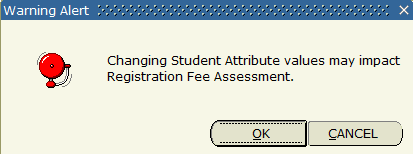 Warning Alert
Changing Student Attribute values may impact
Registration Fee Assessment.
OK
CANCEL